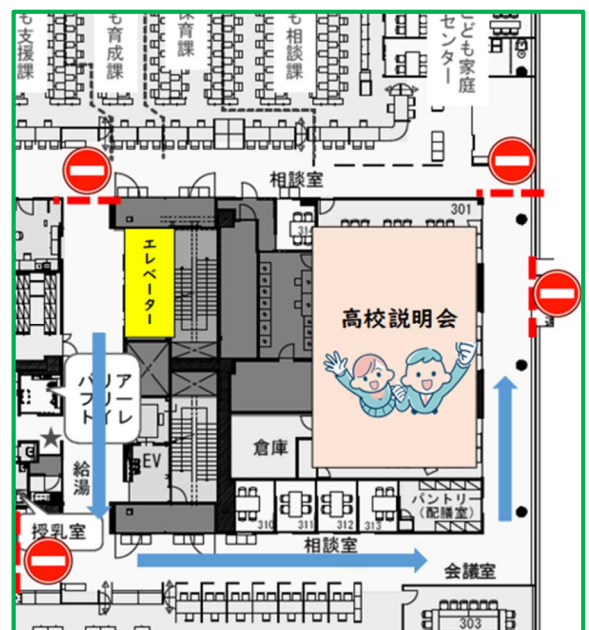 も支援課
も育成課
保育課
も相談課
こども家庭
センター
相談室
301
314
エレベーター
高校説明会
バリアフリー
トイレ
EV
給湯
倉庫
授乳室
310
311
312
313
パントリー
(配膳室)
相談室
会議室
303